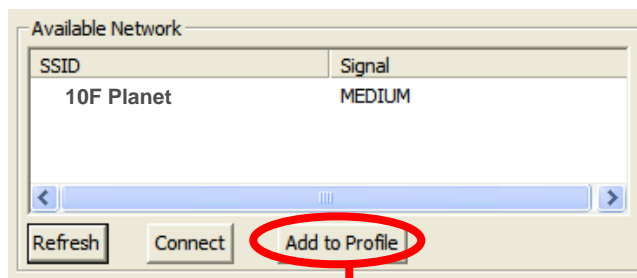 Available Network
SSID Signal
10F Planet MEDIUM
Refresh Connect Add to Profile